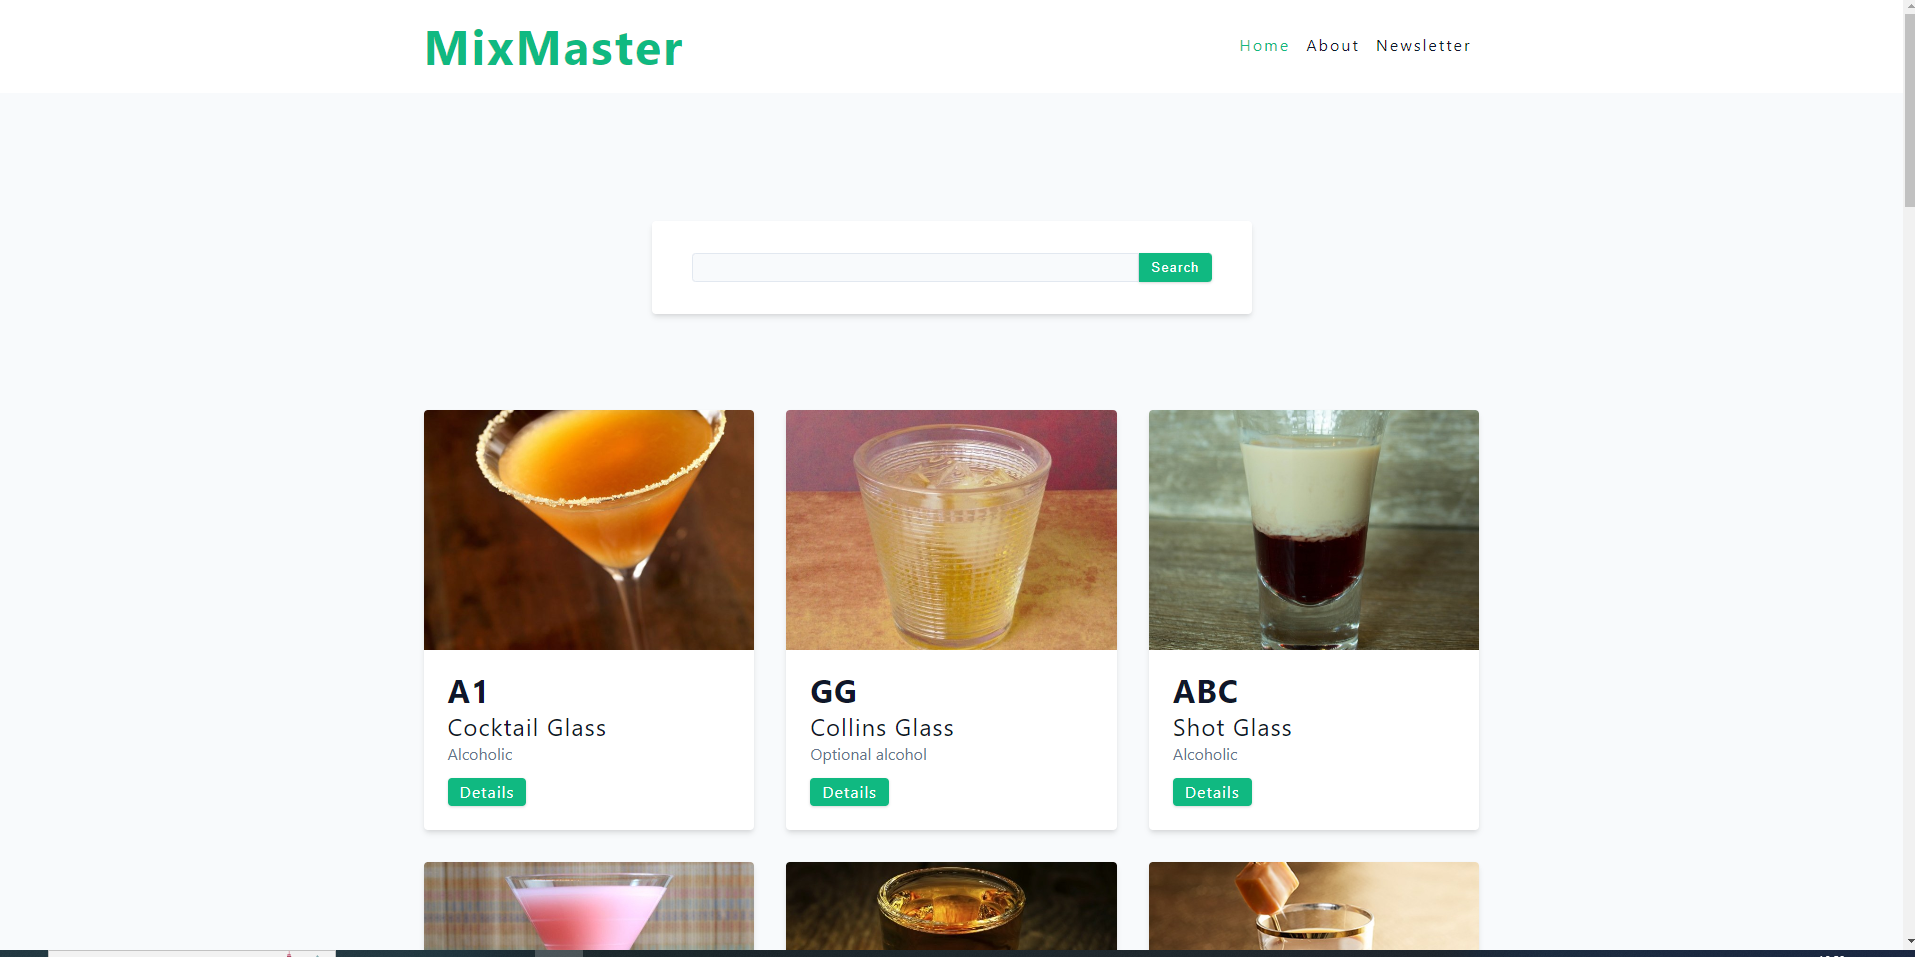 MixMaster
Home About Newsletter
Search
A1
Cocktail Glass
Alcoholic
Details
GG
Collins Glass
Optional alcohol
Details
ABC
Shot Glass
Alcoholic
Details